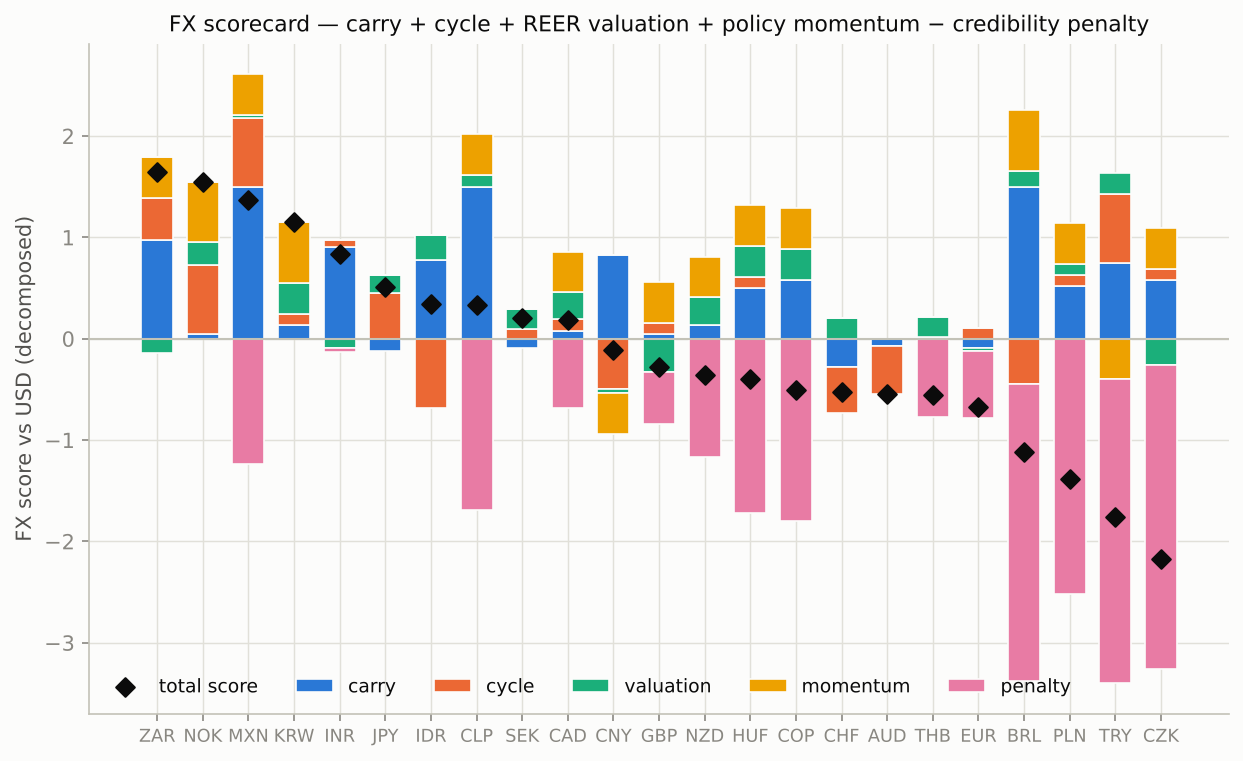 FX scorecard — carry + cycle + REER valuation + policy momentum − credibility penalty
FX score vs USD (decomposed)
2
1
0
−1
−2
−3
total score carry cycle valuation momentum penalty
ZAR NOK MXN KRW INR JPY IDR CLP SEK CAD CNY GBP NZD HUF COP CHF AUD THB EUR BRL PLN TRY CZK